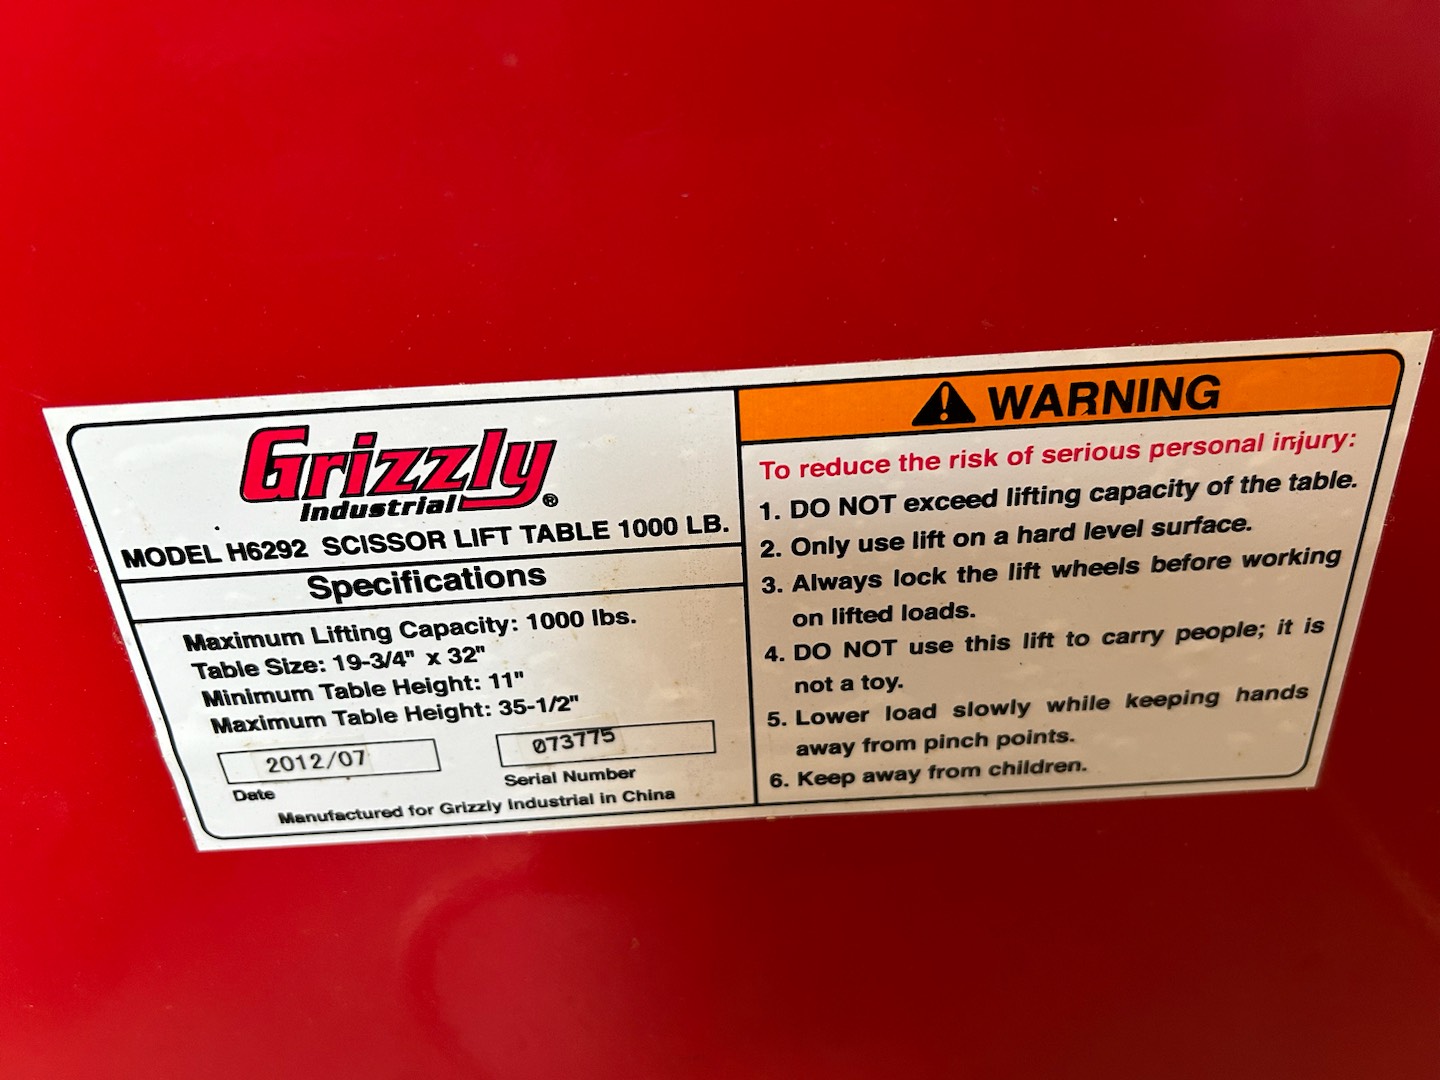 Grizzly
Industrial®
MODEL H6292 SCISSOR LIFT TABLE 1000 LB.
Specifications
Maximum Lifting Capacity: 1000 lbs.
Table Size: 19-3/4" x 32"
Minimum Table Height: 11"
Maximum Table Height: 35-1/2"
2012/07
Date
073775
Serial Number
Manufactured for Grizzly Industrial in China
WARNING
To reduce the risk of serious personal injury:
1. DO NOT exceed lifting capacity of the table.
2. Only use lift on a hard level surface.
3. Always lock the lift wheels before working
on lifted loads.
4. DO NOT use this lift to carry people; it is
not a toy.
5. Lower load slowly while keeping hands
away from pinch points.
6. Keep away from children.